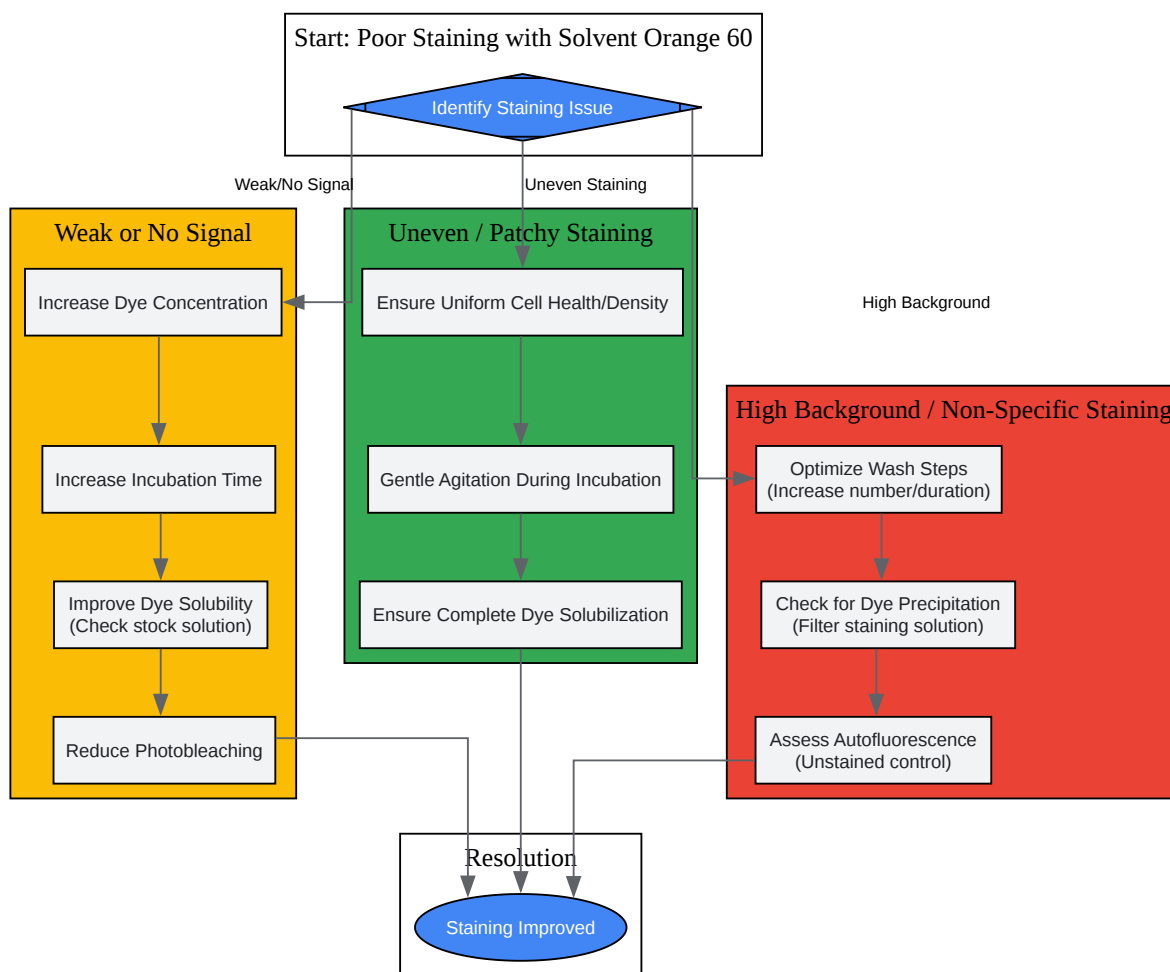 Start: Poor Staining with Solvent Orange 60
Identify Staining Issue
Weak/No Signal
Uneven Staining
High Background
Weak or No Signal
Increase Dye Concentration
Increase Incubation Time
Improve Dye Solubility
(Check stock solution)
Reduce Photobleaching
Uneven / Patchy Staining
Ensure Uniform Cell Health/Density
Gentle Agitation During Incubation
Ensure Complete Dye Solubilization
High Background / Non-Specific Staining
Optimize Wash Steps
(Increase number/duration)
Check for Dye Precipitation
(Filter staining solution)
Assess Autofluorescence
(Unstained control)
Resolution
Staining Improved